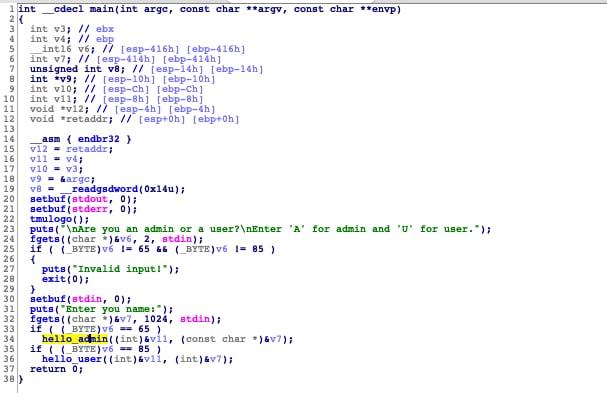 1 int __cdecl main(int argc, const char **argv, const char **envp)
2 {
3 int v3; // ebx
4 int v4; // ebp
5 __int16 v6; // [esp-416h] [ebp-416h]
6 int v7; // [esp-414h] [ebp-414h]
7 unsigned int v8; // [esp-14h] [ebp-14h]
8 int *v9; // [esp-10h] [ebp-10h]
9 int v10; // [esp-Ch] [ebp-Ch]
10 int v11; // [esp-8h] [ebp-8h]
11 void *v12; // [esp-4h] [ebp-4h]
12 void *retaddr; // [esp+0h] [ebp+0h]
13
14 __asm { endbr32 }
15 v12 = retaddr;
16 v11 = v4;
17 v10 = v3;
18 v9 = &argc;
19 v8 = __readgsdword(0x14u);
20 setbuf(stdout, 0);
21 setbuf(stderr, 0);
22 tmulogo();
23 puts("\nAre you an admin or a user?\nEnter 'A' for admin and 'U' for user.");
24 fgets((char *)&v6, 2, stdin);
25 if ( (_BYTE)v6 != 65 && (_BYTE)v6 != 85 )
26 {
27 puts("Invalid input!");
28 exit(0);
29 }
30 setbuf(stdin, 0);
31 puts("Enter you name:");
32 fgets((char *)&v7, 1024, stdin);
33 if ( (_BYTE)v6 == 65 )
34 hello_admin((int)&v11, (const char *)&v7);
35 if ( (_BYTE)v6 == 85 )
36 hello_user((int)&v11, (int)&v7);
37 return 0;
38 }